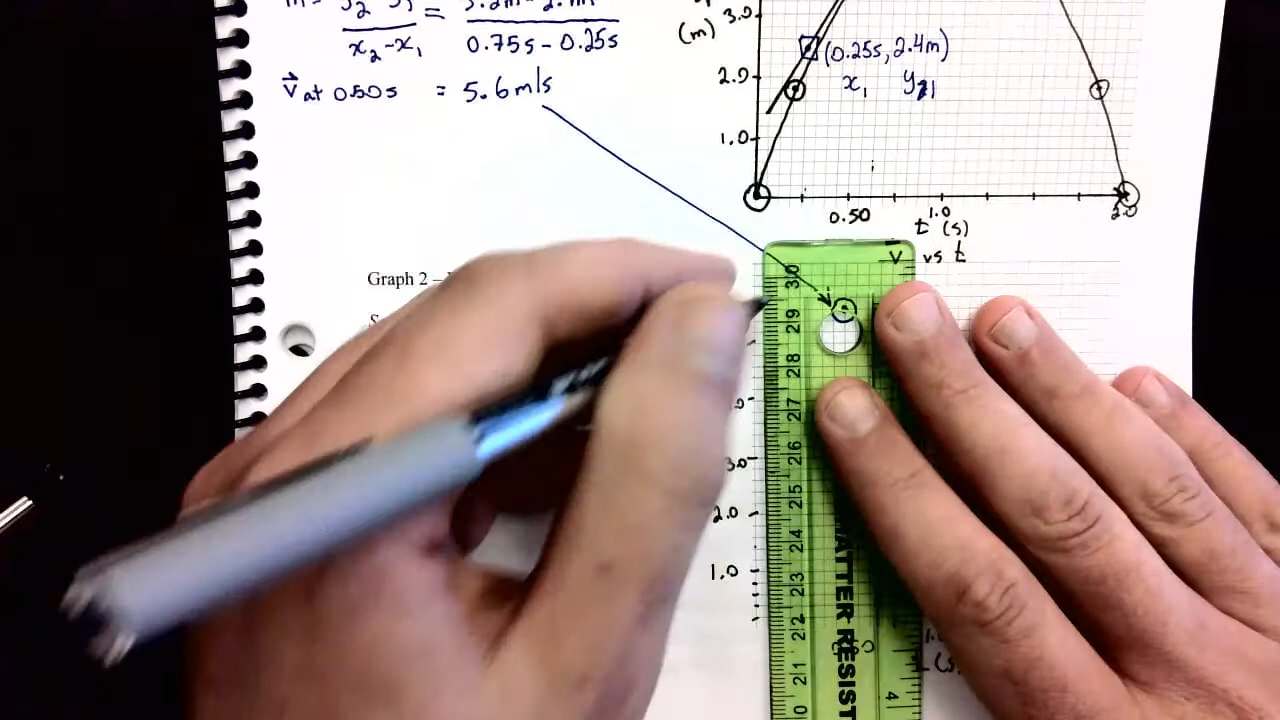 x₂-x₁
0.75s-0.25s
V⃗ at 0.50s = 5.6m/s
3.0
(m)
(0.25s, 2.4m)
2.0
x₁ y₁
1.0
0.50
1.0
2.0
t (s)
V vs t
Graph 2 –
30
29
28
27
26
25
24
23
22
21
3.0
2.0
1.0
ATTER RESIST
4